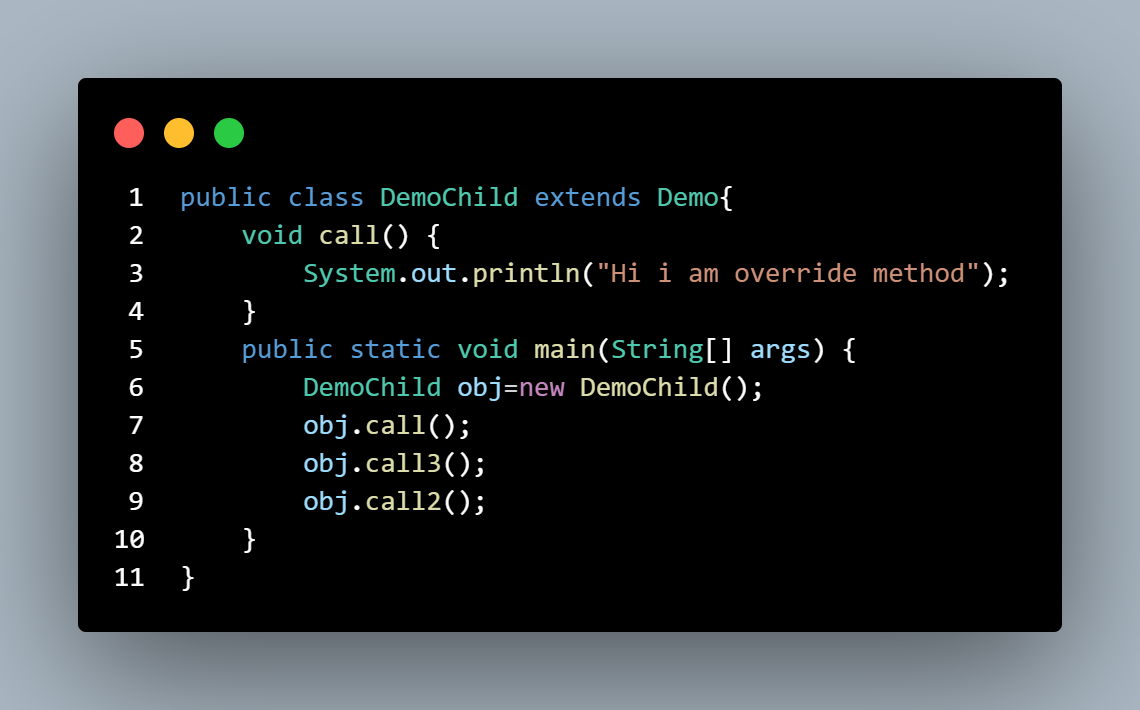 1 public class DemoChild extends Demo{
2     void call() {
3         System.out.println("Hi i am override method");
4     }
5     public static void main(String[] args) {
6         DemoChild obj=new DemoChild();
7         obj.call();
8         obj.call3();
9         obj.call2();
10     }
11 }